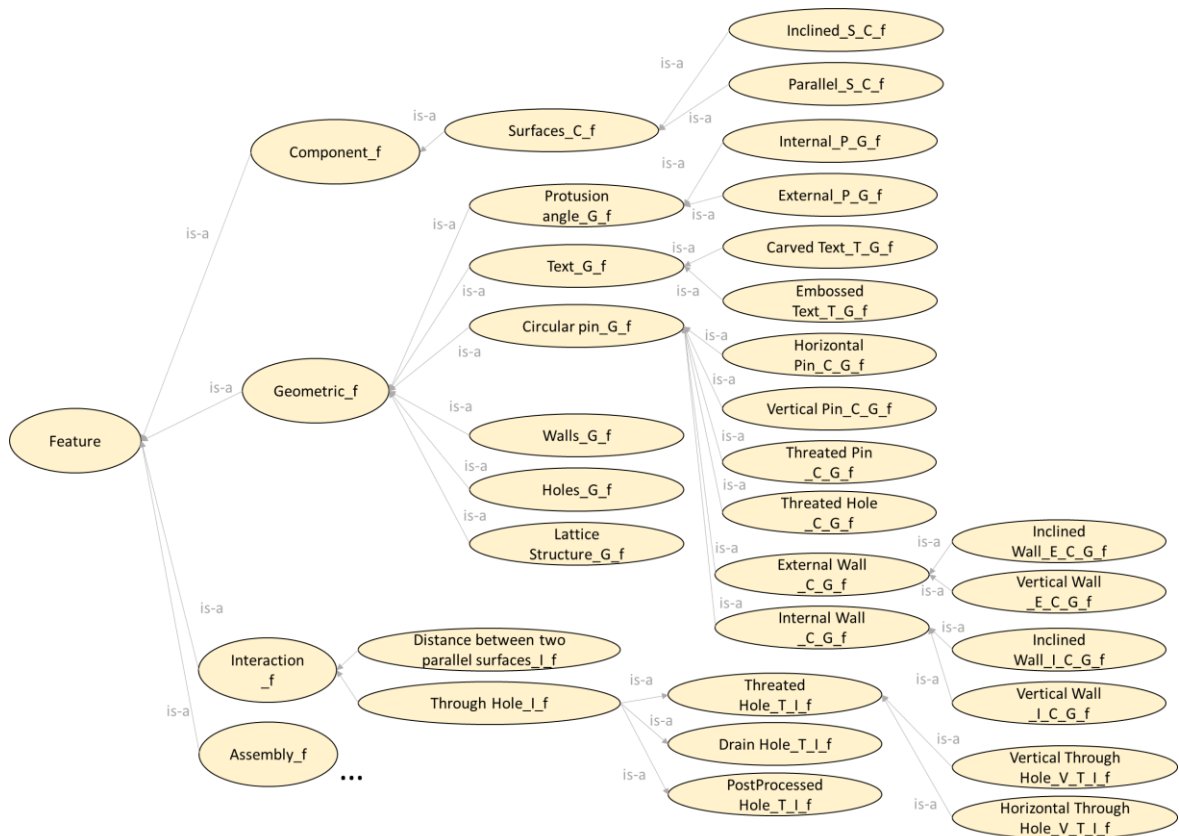 Inclined_S_C_f
is-a
Parallel_S_C_f
is-a
is-a
Surfaces_C_f
Component_f
Internal_P_G_f
is-a
Protusion
angle_G_f
External_P_G_f
is-a
is-a
is-a
Carved Text_T_G_f
is-a
Text_G_f
is-a
is-a
Embossed
Text_T_G_f
Circular pin_G_f
is-a
Horizontal
Pin_C_G_f
is-a
is-a
Geometric_f
is-a
Vertical Pin_C_G_f
is-a
is-a
Feature
Walls_G_f
Threated Pin
_C_G_f
is-a
is-a
Holes_G_f
is-a
Threated Hole
_C_G_f
is-a
Lattice
Structure_G_f
is-a
External Wall
_C_G_f
is-a
Inclined
Wall_E_C_G_f
is-a
Vertical Wall
_E_C_G_f
is-a
Internal Wall
_C_G_f
is-a
Inclined
Wall_I_C_G_f
is-a
Vertical Wall
_I_C_G_f
is-a
Interaction
_f
is-a
Distance between two
parallel surfaces_I_f
is-a
Through Hole_I_f
is-a
Threated
Hole_T_I_f
is-a
Drain Hole_T_I_f
is-a
PostProcessed
Hole_T_I_f
is-a
Assembly_f
...
is-a
Vertical Through
Hole_V_T_I_f
is-a
Horizontal Through
Hole_V_T_I_f